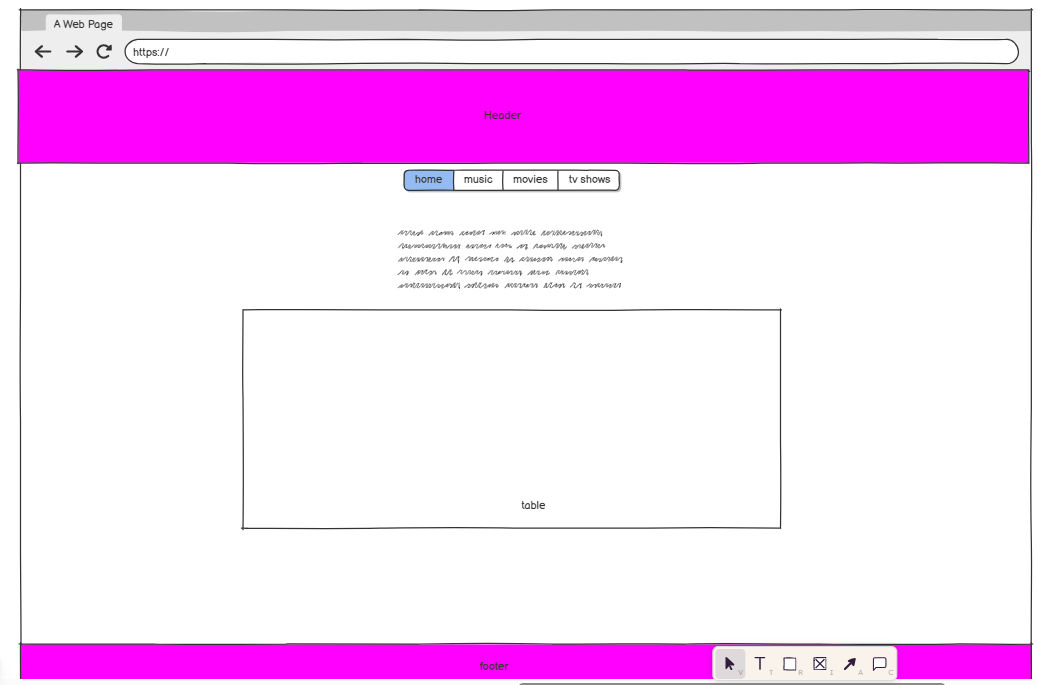 A Web Page
https://
Header
home music movies tv shows
table
footer
V T R I A C